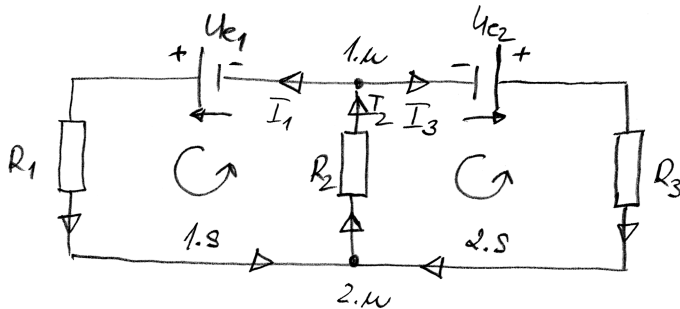 Ue1 Ue2
+ - 1.u - +
I1 I2 I3
R1 R2 R3
1.s 2.s
2.u